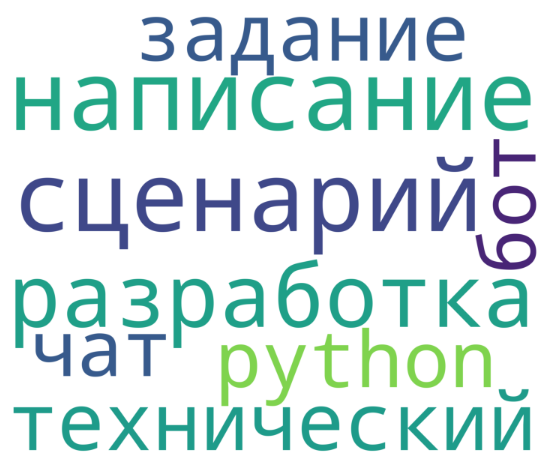 задание
написание
сценарий
бот
разработка
чат
python
технический